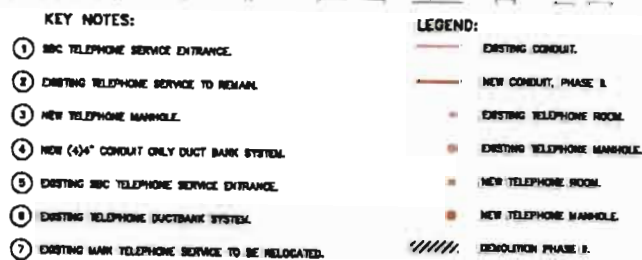 KEY NOTES:
1 SBC TELEPHONE SERVICE ENTRANCE.
2 EXISTING TELEPHONE SERVICE TO REMAIN.
3 NEW TELEPHONE MANHOLE.
4 NEW (4)4" CONDUIT ONLY DUCT BANK SYSTEM.
5 EXISTING SBC TELEPHONE SERVICE ENTRANCE.
6 EXISTING TELEPHONE DUCTBANK SYSTEM.
7 EXISTING MAIN TELEPHONE SERVICE TO BE RELOCATED.
LEGEND:
EXISTING CONDUIT.
NEW CONDUIT, PHASE II.
EXISTING TELEPHONE ROOM.
EXISTING TELEPHONE MANHOLE.
NEW TELEPHONE ROOM.
NEW TELEPHONE MANHOLE.
DEMOLITION PHASE II.